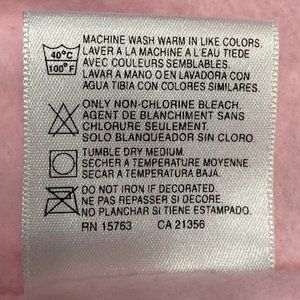 MACHINE WASH WARM IN LIKE COLORS.
40°C LAVER A LA MACHINE A L'EAU TIEDE
100°F AVEC COULEURS SEMBLABLES.
LAVAR A MANO O EN LAVADORA CON
AGUA TIBIA CON COLORES SIMILARES.
ONLY NON-CHLORINE BLEACH.
AGENT DE BLANCHIMENT SANS
CHLORURE SEULEMENT.
SOLO BLANQUEADOR SIN CLORO
TUMBLE DRY MEDIUM.
SECHER A TEMPERATURE MOYENNE.
SECAR A TEMPERATURA BAJA.
DO NOT IRON IF DECORATED.
NE PAS REPASSER SI DECORE.
NO PLANCHAR SI TIENE ESTAMPADO.
RN 15763 CA 21356